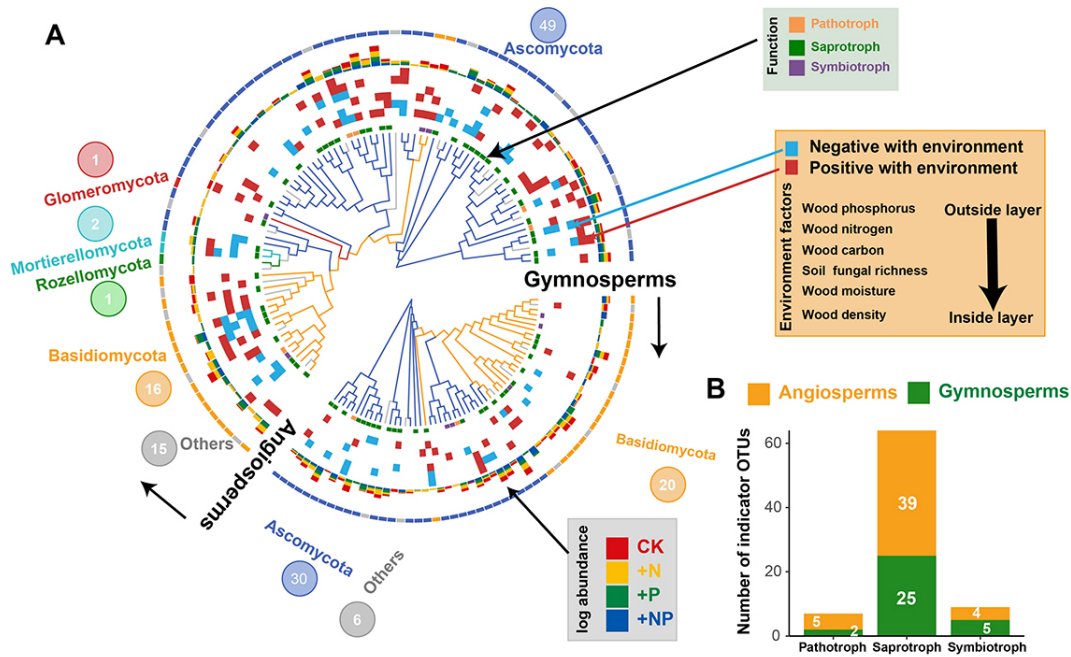 A
49
Ascomycota
Function
Pathotroph
Saprotroph
Symbiotroph
1
Glomeromycota
2
Mortierellomycota
Rozellomycota
1
Basidiomycota
16
15
Others
Angiosperms
Gymnosperms
Negative with environment
Positive with environment
Environment factors
Wood phosphorus
Wood nitrogen
Wood carbon
Soil fungal richness
Wood moisture
Wood density
Outside layer
Inside layer
Basidiomycota
20
Ascomycota
30
Others
6
log abundance
CK
+N
+P
+NP
B
Angiosperms
Gymnosperms
Number of indicator OTUs
60
40
20
0
5
2
39
25
4
5
Pathotroph
Saprotroph
Symbiotroph